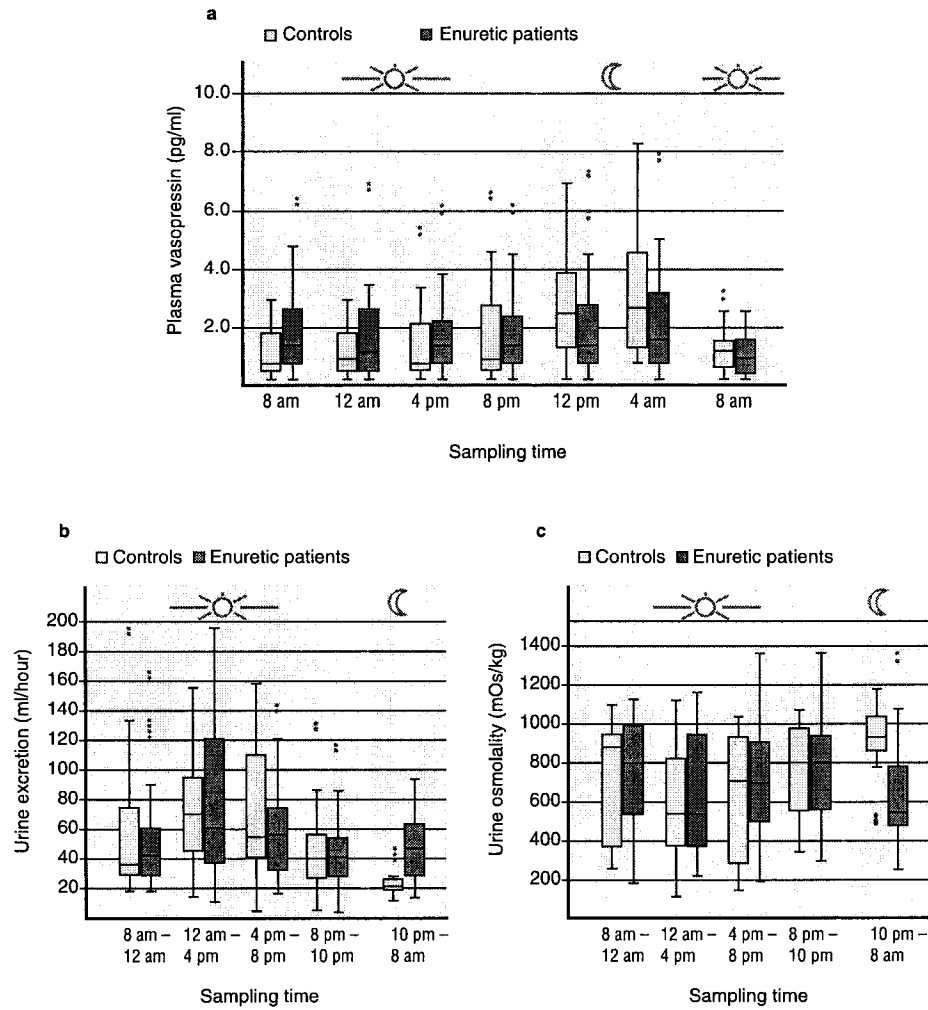 a
Controls Enuretic patients
Plasma vasopressin (pg/ml)
10.0
8.0
6.0
4.0
2.0
8 am 12 am 4 pm 8 pm 12 pm 4 am 8 am
Sampling time
b
Controls Enuretic patients
Urine excretion (ml/hour)
200
180
160
140
120
100
80
60
40
20
8 am – 12 am – 4 pm – 8 pm – 10 pm –
12 am 4 pm 8 pm 10 pm 8 am
Sampling time
c
Controls Enuretic patients
Urine osmolality (mOs/kg)
1400
1200
1000
800
600
400
200
8 am – 12 am – 4 pm – 8 pm – 10 pm –
12 am 4 pm 8 pm 10 pm 8 am
Sampling time